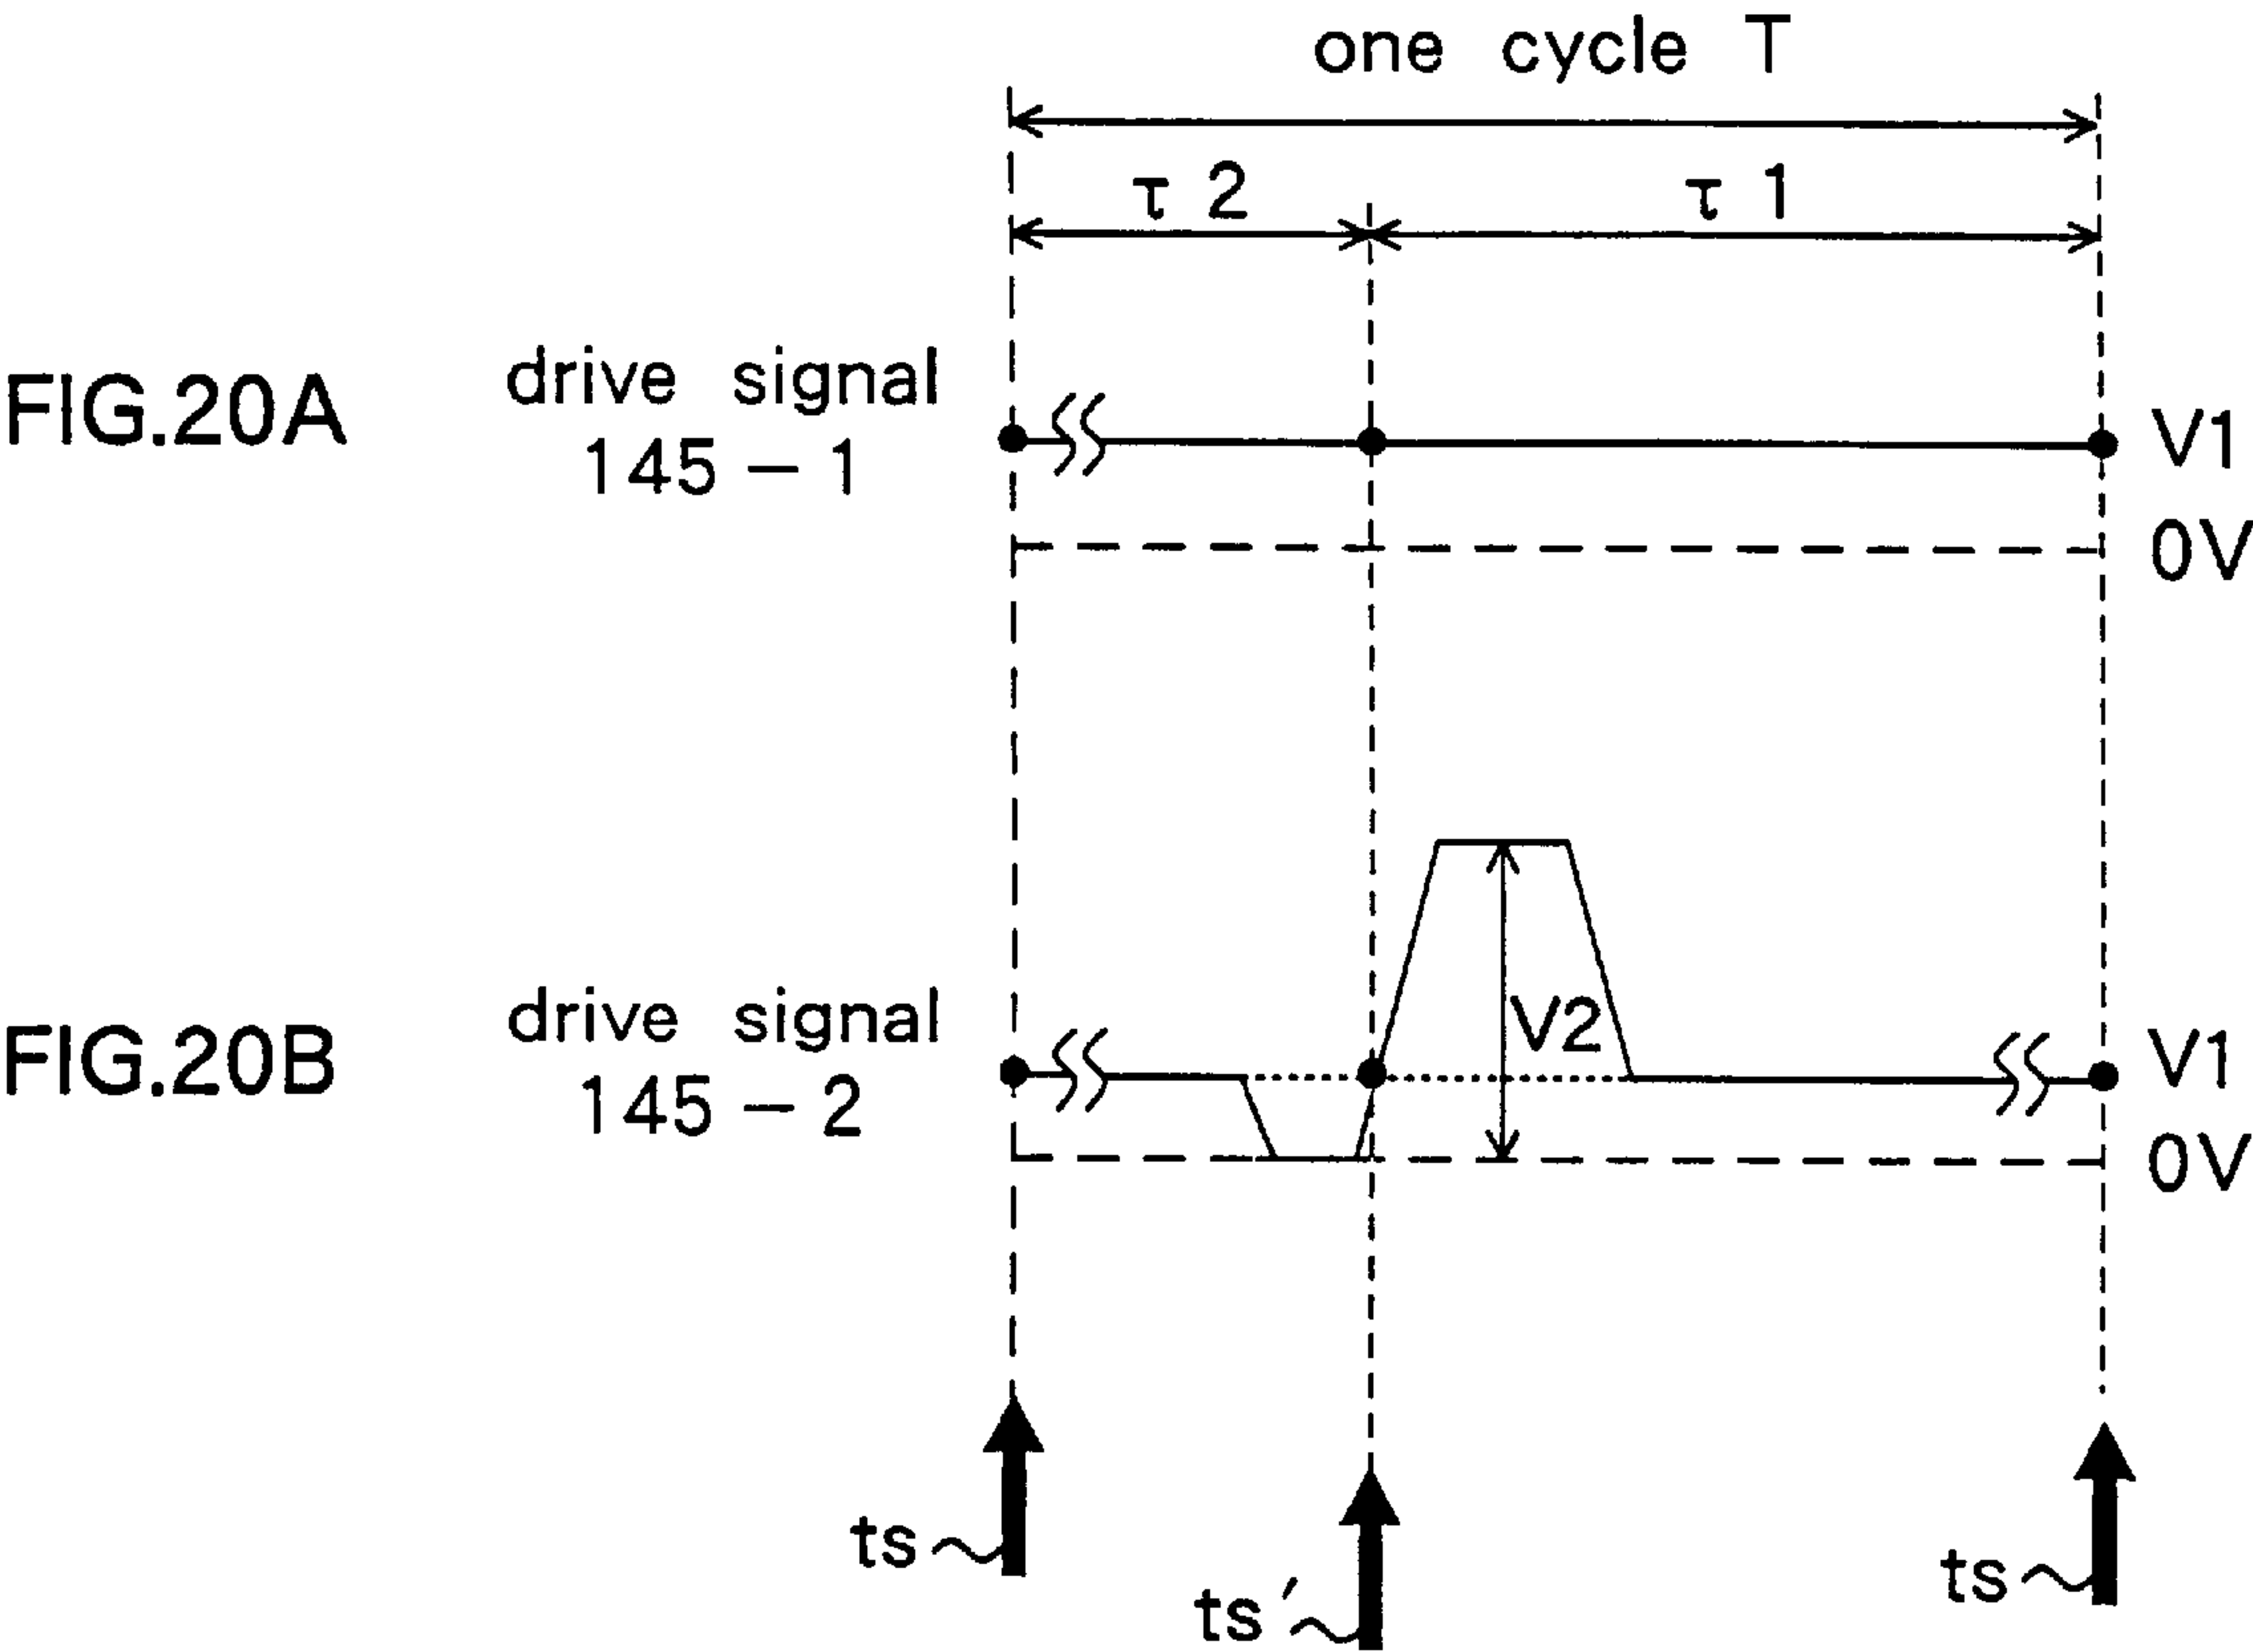 one cycle T
τ 2
τ 1
FIG.20A
drive signal
145-1
V1
0V
FIG.20B
drive signal
145-2
V2
V1
0V
ts
ts′
ts